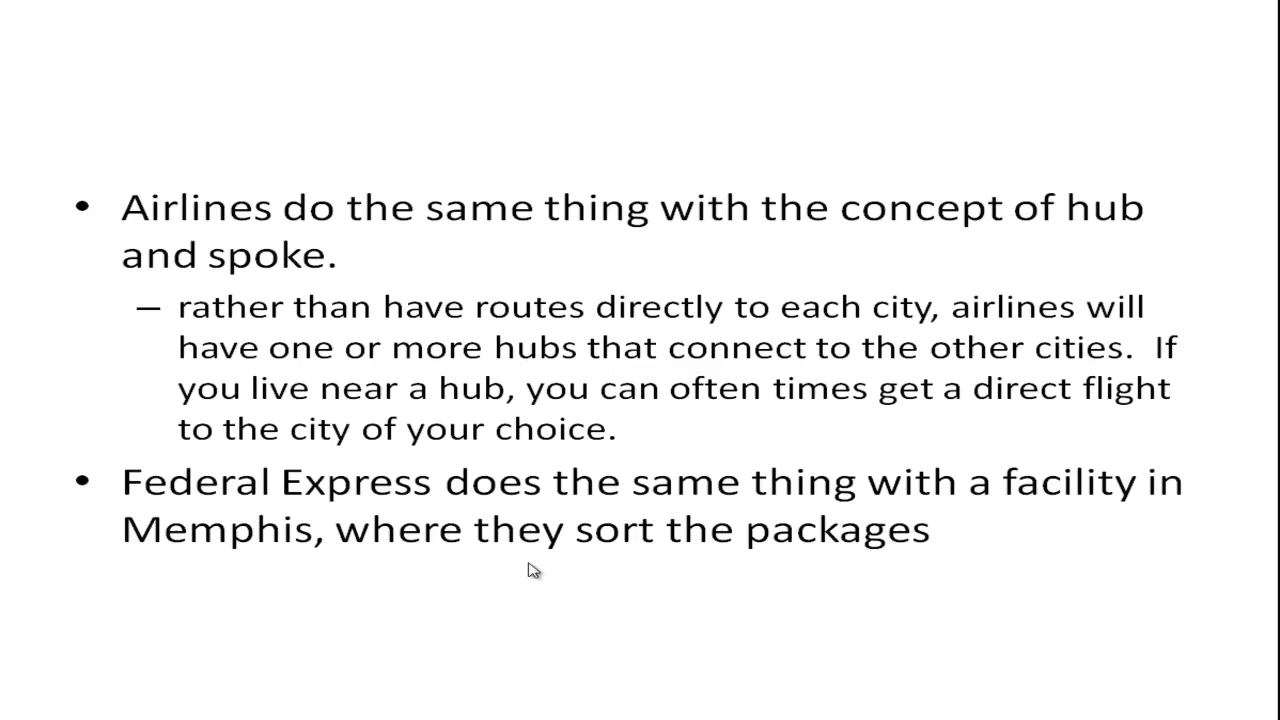 • Airlines do the same thing with the concept of hub
and spoke.
– rather than have routes directly to each city, airlines will
have one or more hubs that connect to the other cities.  If
you live near a hub, you can often times get a direct flight
to the city of your choice.
• Federal Express does the same thing with a facility in
Memphis, where they sort the packages